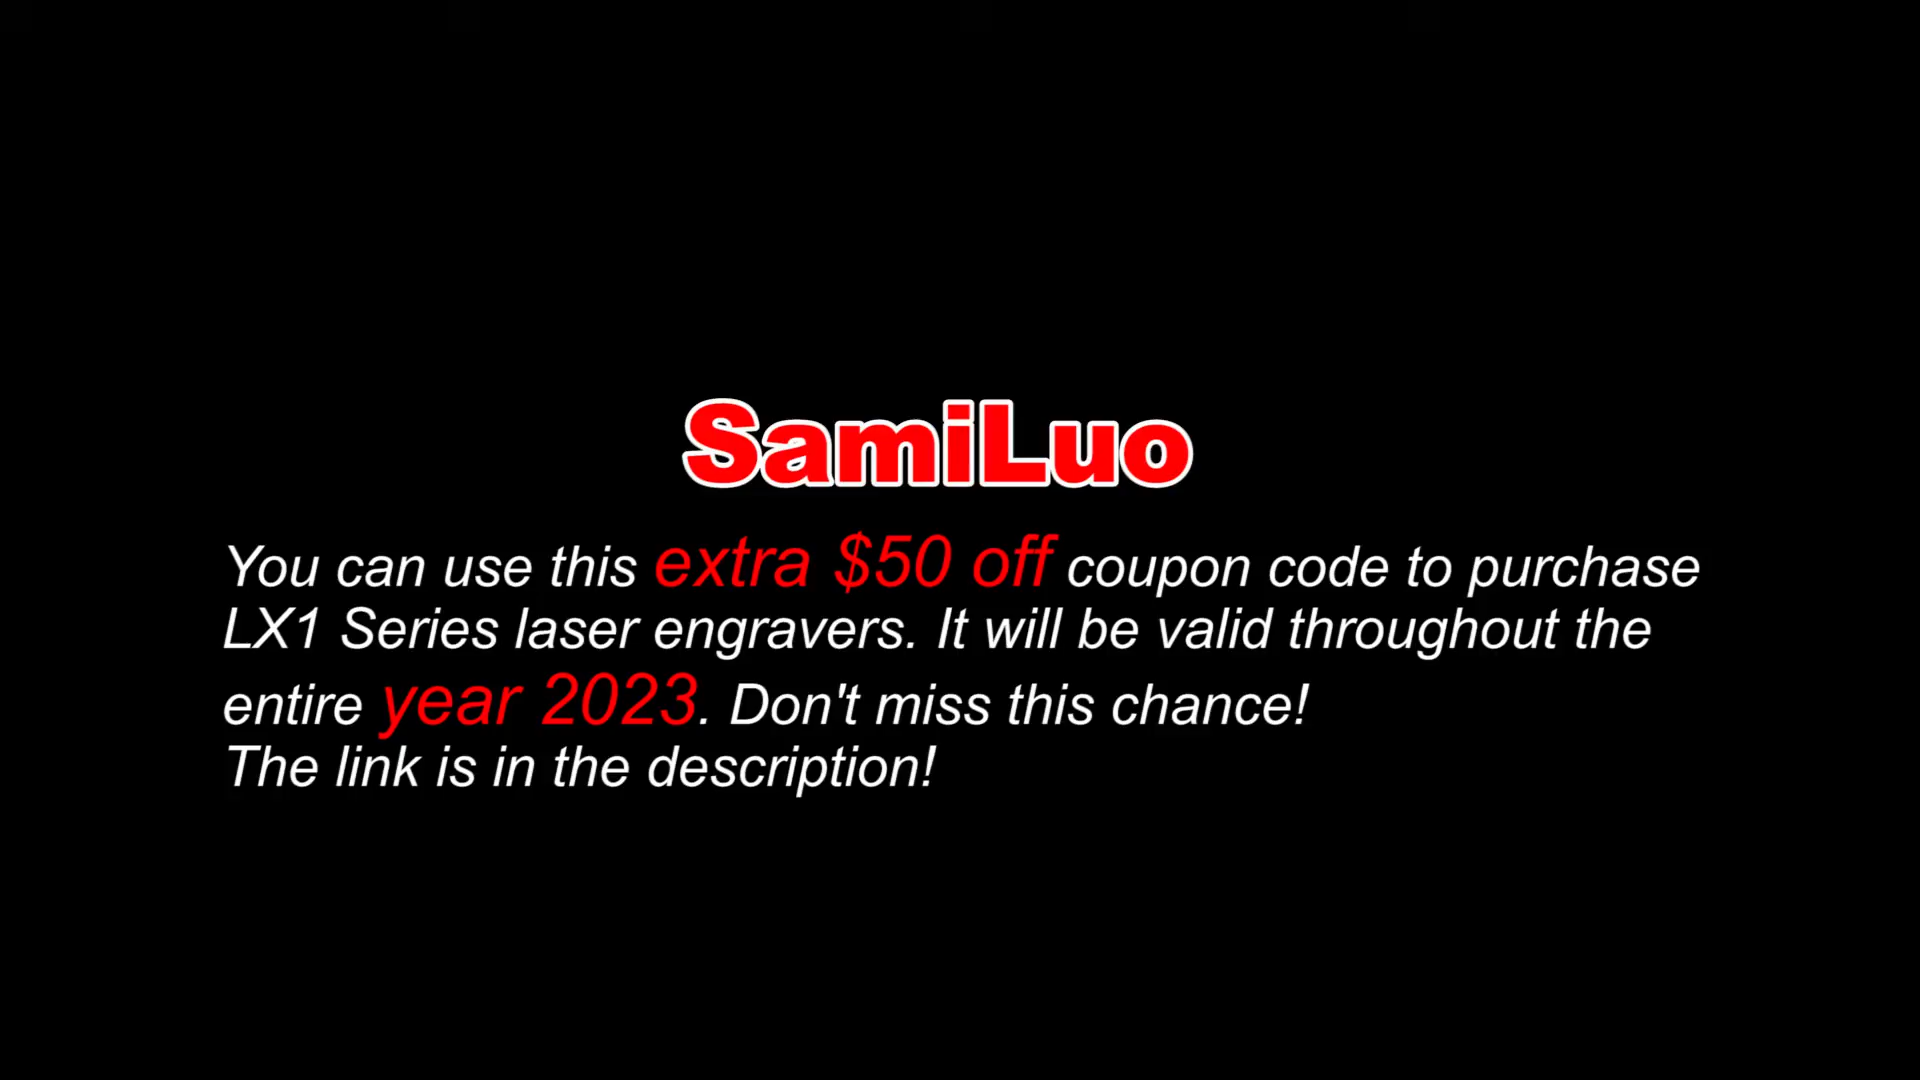 SamiLuo
You can use this extra $50 off coupon code to purchase
LX1 Series laser engravers. It will be valid throughout the
entire year 2023. Don't miss this chance!
The link is in the description!